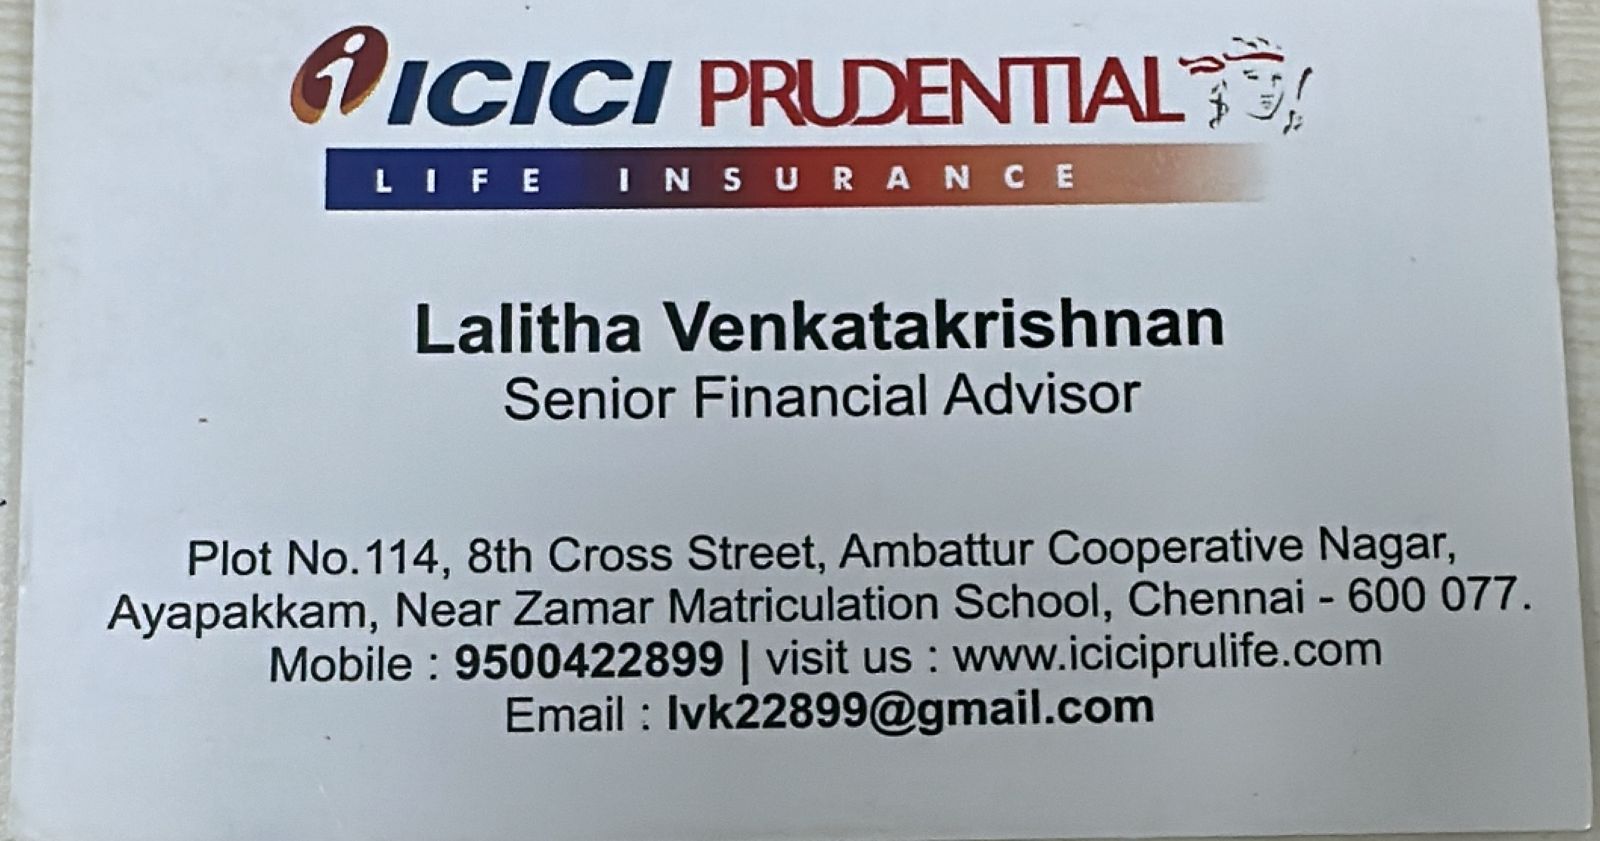 ICICI PRUDENTIAL
LIFE INSURANCE
Lalitha Venkatakrishnan
Senior Financial Advisor
Plot No.114, 8th Cross Street, Ambattur Cooperative Nagar,
Ayapakkam, Near Zamar Matriculation School, Chennai - 600 077.
Mobile : 9500422899 | visit us : www.iciciprulife.com
Email : lvk22899@gmail.com